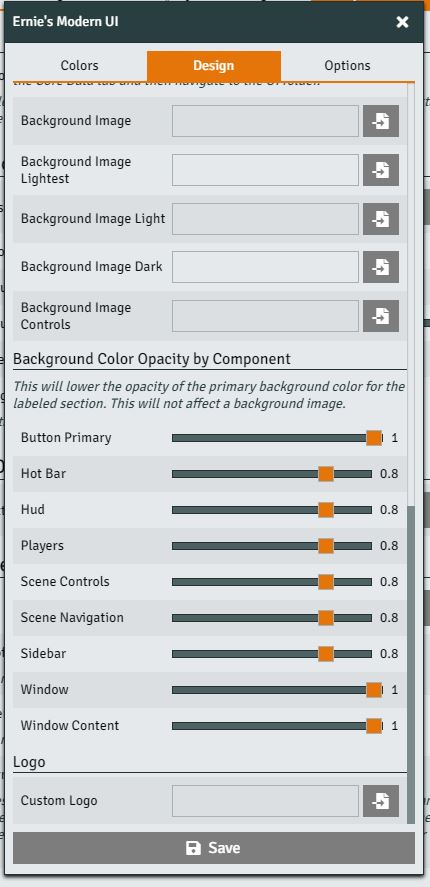 Ernie's Modern UI
Colors
Design
Options
the Core Data tab and then navigate to the UI folder.
Background Image
Background Image
Lightest
Background Image Light
Background Image Dark
Background Image
Controls
Background Color Opacity by Component
This will lower the opacity of the primary background color for the
labeled section. This will not affect a background image.
Button Primary 1
Hot Bar 0.8
Hud 0.8
Players 0.8
Scene Controls 0.8
Scene Navigation 0.8
Sidebar 0.8
Window 1
Window Content 1
Logo
Custom Logo
Save